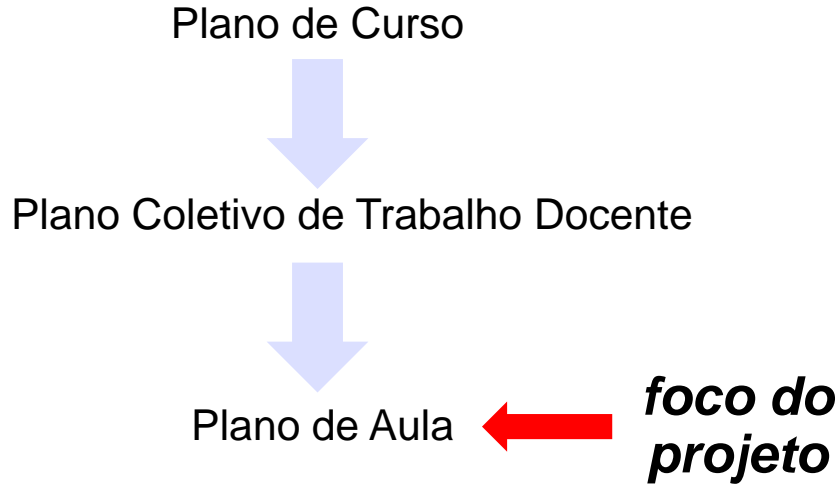 Plano de Curso
Plano Coletivo de Trabalho Docente
Plano de Aula
foco do
projeto